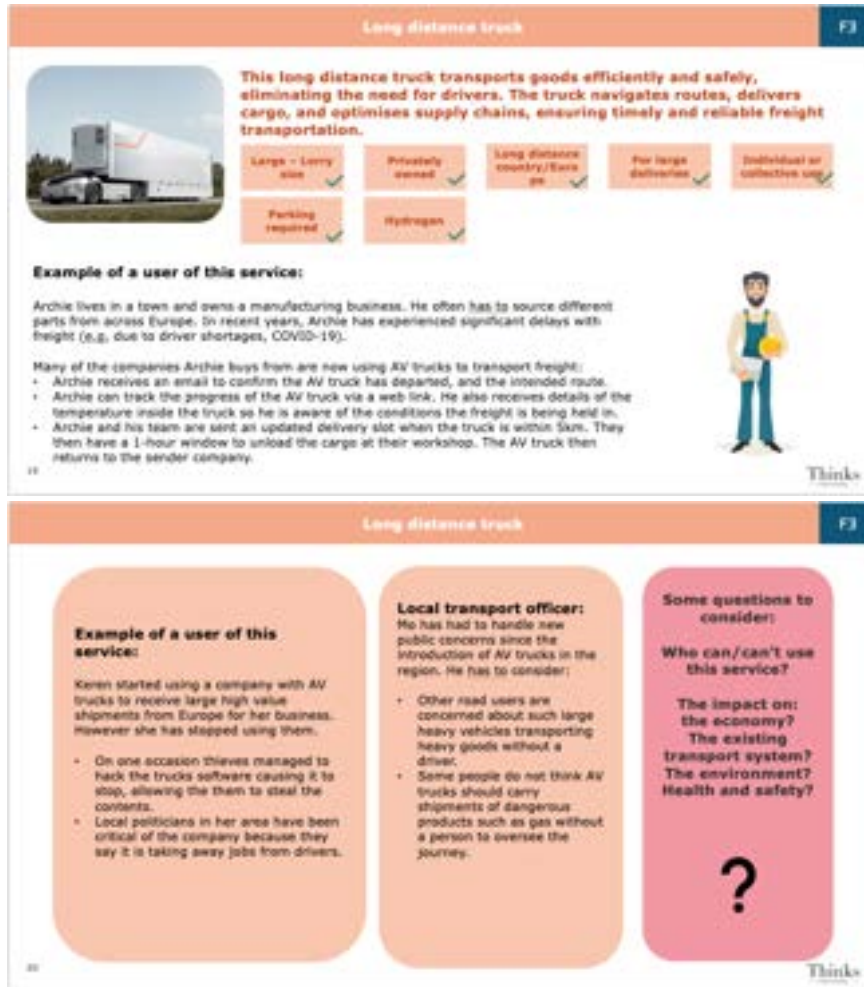 Long distance truck
F3
This long distance truck transports goods efficiently and safely,
eliminating the need for drivers. The truck navigates routes, delivers
cargo, and optimises supply chains, ensuring timely and reliable freight
transportation.
Large - Lorry
size
Privately
owned
Long distance
country/Euro
pe
For large
deliveries
Individual or
collective use
Parking
required
Hydrogen
Example of a user of this service:
Archie lives in a town and owns a manufacturing business. He often has to source different
parts from across Europe. In recent years, Archie has experienced significant delays with
freight (e.g. due to driver shortages, COVID-19).
Many of the companies Archie buys from are now using AV trucks to transport freight:
• Archie receives an email to confirm the AV truck has departed, and the intended route.
• Archie can track the progress of the AV truck via a web link. He also receives details of the
temperature inside the truck so he is aware of the conditions the freight is being held in.
• Archie and his team are sent an updated delivery slot when the truck is within 5km. They
then have a 1-hour window to unload the cargo at their workshop. The AV truck then
returns to the sender company.
Thinks
Long distance truck
F3
Example of a user of this
service:
Keren started using a company with AV
trucks to receive large high value
shipments from Europe for her business.
However she has stopped using them.
• On one occasion thieves managed to
hack the trucks software causing it to
stop, allowing the them to steal the
contents.
• Local politicians in her area have been
critical of the company because they
say it is taking away jobs from drivers.
Local transport officer:
Mo has had to handle new
public concerns since the
introduction of AV trucks in the
region. He has to consider:
• Other road users are
concerned about such large
heavy vehicles transporting
heavy goods without a
driver.
• Some people do not think AV
trucks should carry
shipments of dangerous
products such as gas without
a person to oversee the
journey.
Some questions to
consider:
Who can/can't use
this service?
The impact on:
the economy?
The existing
transport system?
The environment?
Health and safety?
?
Thinks